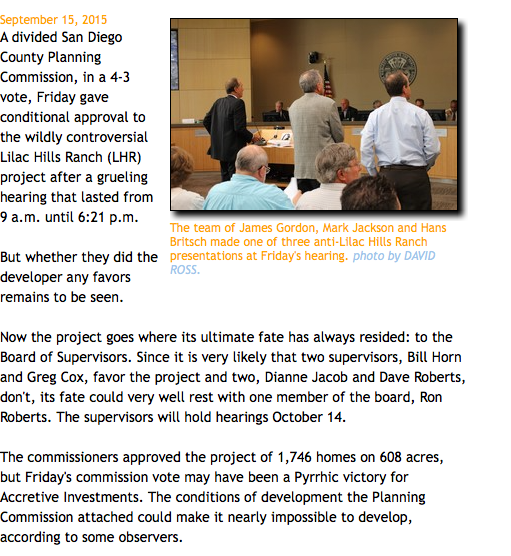 September 15, 2015
A divided San Diego
County Planning
Commission, in a 4-3
vote, Friday gave
conditional approval to
the wildly controversial
Lilac Hills Ranch (LHR)
project after a grueling
hearing that lasted from
9 a.m. until 6:21 p.m.
The team of James Gordon, Mark Jackson and Hans
Britsch made one of three anti-Lilac Hills Ranch
presentations at Friday's hearing. photo by DAVID
ROSS.
But whether they did the
developer any favors
remains to be seen.
Now the project goes where its ultimate fate has always resided: to the
Board of Supervisors. Since it is very likely that two supervisors, Bill Horn
and Greg Cox, favor the project and two, Dianne Jacob and Dave Roberts,
don't, its fate could very well rest with one member of the board, Ron
Roberts. The supervisors will hold hearings October 14.
The commissioners approved the project of 1,746 homes on 608 acres,
but Friday's commission vote may have been a Pyrrhic victory for
Accretive Investments. The conditions of development the Planning
Commission attached could make it nearly impossible to develop,
according to some observers.